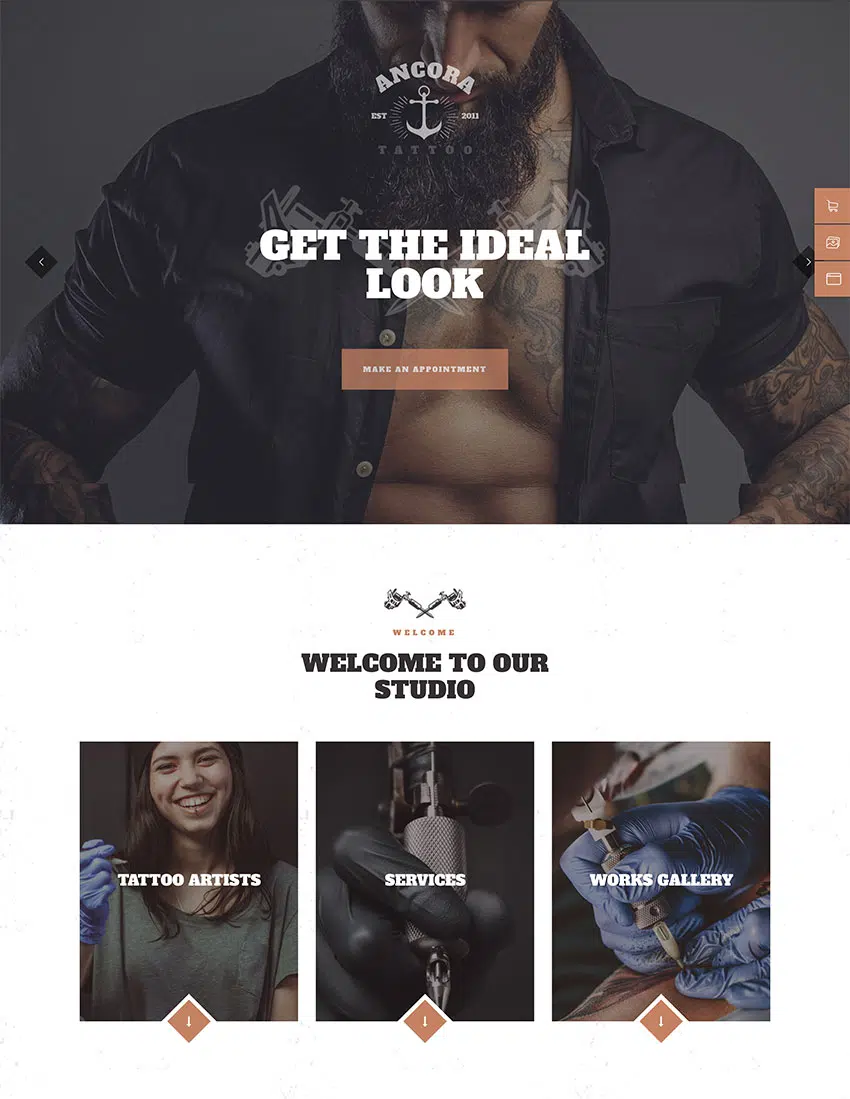 ANCORA
EST 2011
TATTOO
GET THE IDEAL
LOOK
MAKE AN APPOINTMENT
WELCOME
WELCOME TO OUR
STUDIO
TATTOO ARTISTS
SERVICES
WORKS GALLERY